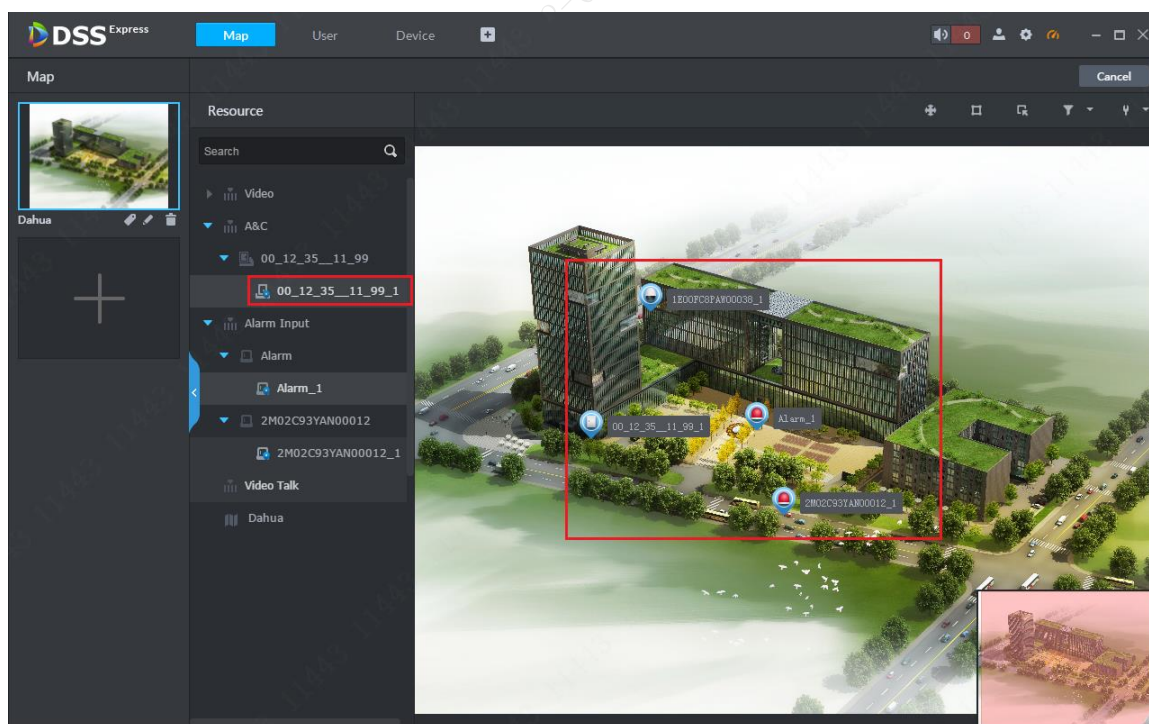 DSS Express
Map
User
Device
0
Map
Cancel
Resource
Search
Dahua
Video
A&C
00_12_35__11_99
00_12_35__11_99_1
Alarm Input
Alarm
Alarm_1
2M02C93YAN00012
2M02C93YAN00012_1
Video Talk
Dahua
1E00FC8PAW00038_1
Alarm_1
00_12_35__11_99_1
2M02C93YAN00012_1